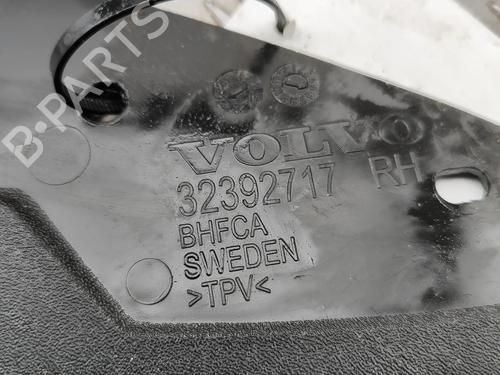 VOLVO
32392717 RH
BHFCA
SWEDEN
>TPV<
B-PARTS